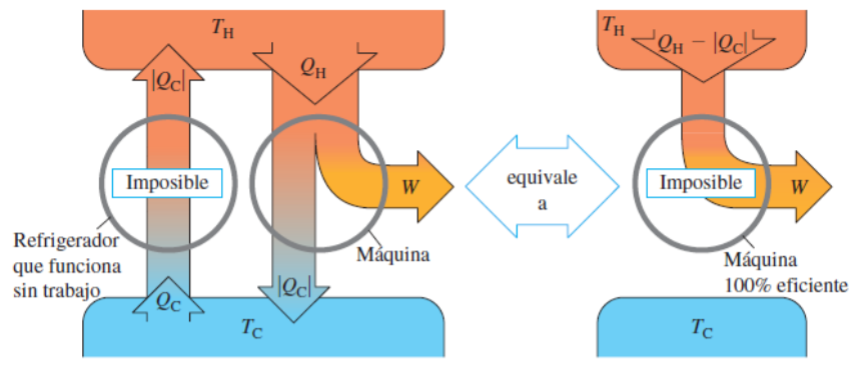 T_H
|Q_C|
Q_H
Imposible
W
Refrigerador
que funciona
sin trabajo
Máquina
Q_C
|Q_C|
T_C
equivale
a
T_H
Q_H − |Q_C|
Imposible
W
Máquina
100% eficiente
T_C